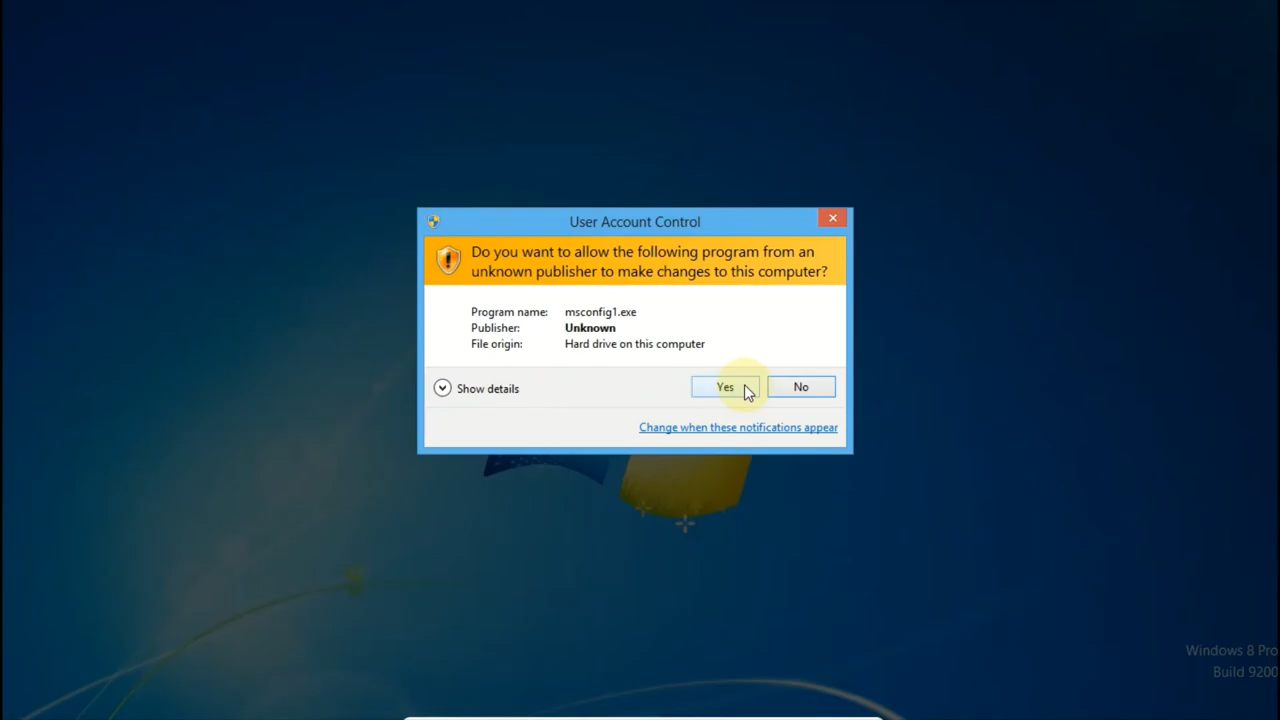 User Account Control
Do you want to allow the following program from an
unknown publisher to make changes to this computer?
Program name: msconfig1.exe
Publisher: Unknown
File origin: Hard drive on this computer
Show details
Yes
No
Change when these notifications appear
Windows 8 Pro
Build 9200